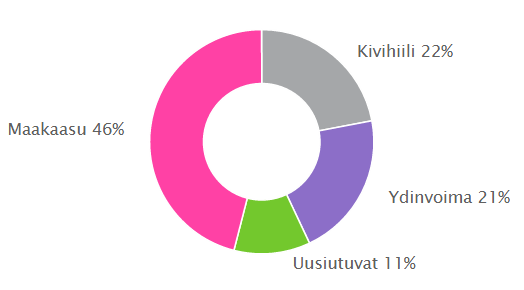 Kivihiili 22%
Maakaasu 46%
Ydinvoima 21%
Uusiutuvat 11%